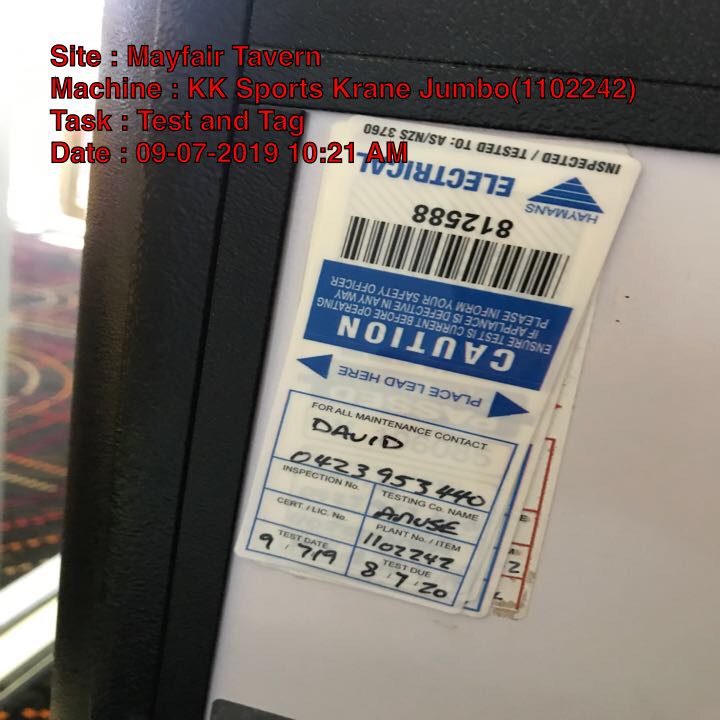 Site : Mayfair Tavern
Machine : KK Sports Krane Jumbo(1102242)
Task : Test and Tag
Date : 09-07-2019 10:21 AM
INSPECTED / TESTED TO: AS/NZS 3760
HAYMANS
ELECTRICAL
812588
CAUTION
ENSURE TEST IS CURRENT BEFORE OPERATING
IF APPLIANCE IS DEFECTIVE IN ANY WAY
PLEASE INFORM YOUR SAFETY OFFICER
PLACE LEAD HERE
FOR ALL MAINTENANCE CONTACT
DAVID
0423953440
INSPECTION No.
TESTING Co. NAME
AMUSE
CERT. / LIC. No.
PLANT No. / ITEM
1102242
TEST DATE
9 / 7/19
TEST DUE
8 / 7 / 20